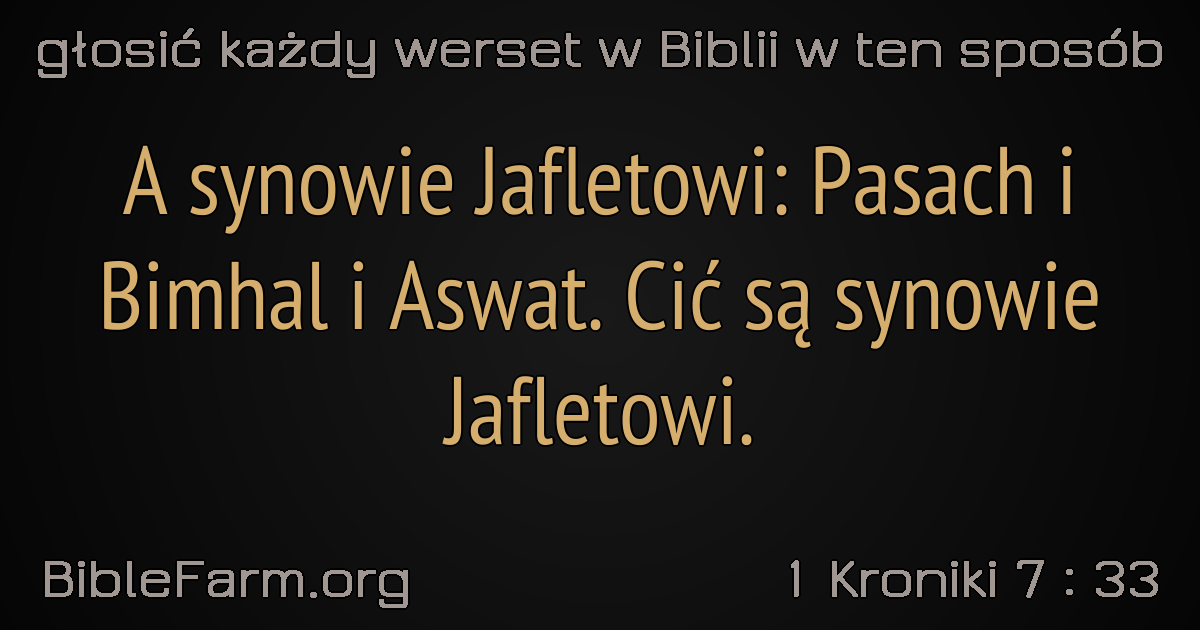 głosić każdy werset w Biblii w ten sposób
A synowie Jafletowi: Pasach i
Bimhal i Aswat. Cić są synowie
Jafletowi.
BibleFarm.org
1 Kroniki 7 : 33